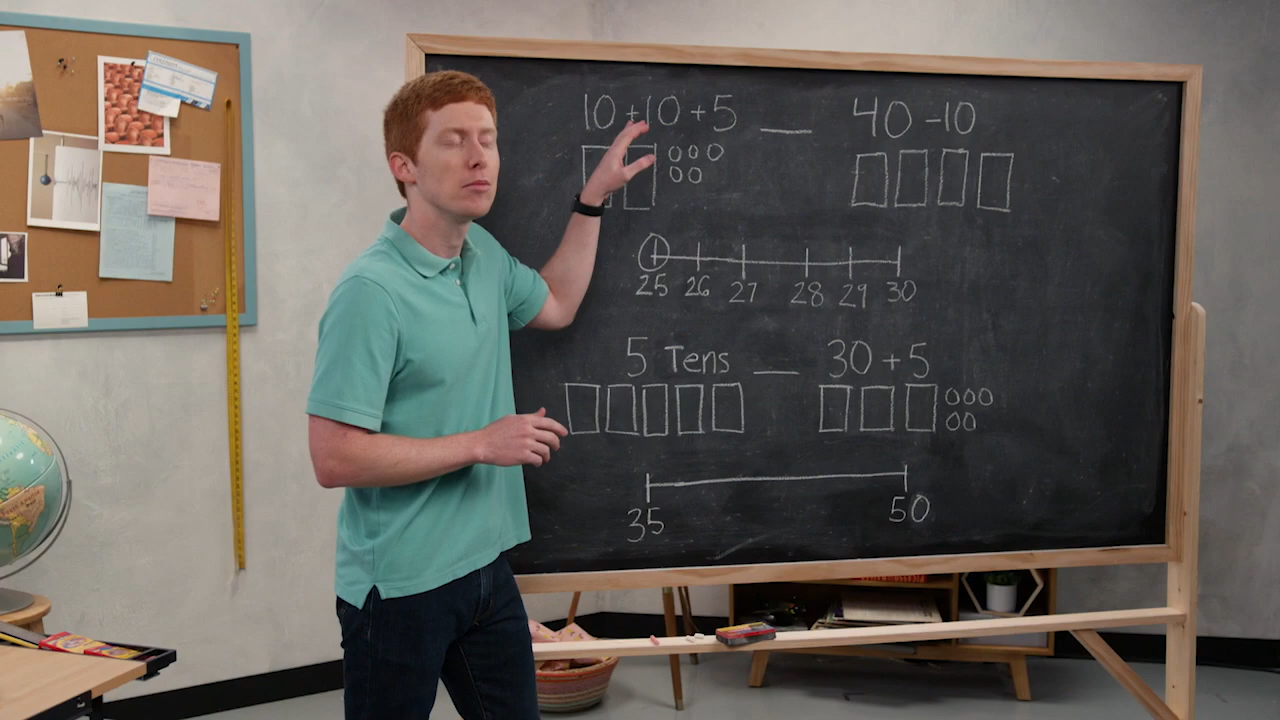 10 + 10 + 5 __ 40 - 10
25 26 27 28 29 30
5 Tens __ 30 + 5
35 50